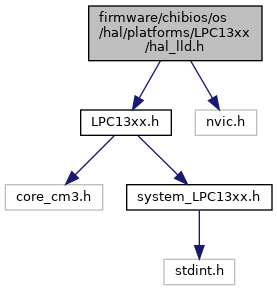 firmware/chibios/os
/hal/platforms/LPC13xx
/hal_lld.h
LPC13xx.h
nvic.h
core_cm3.h
system_LPC13xx.h
stdint.h